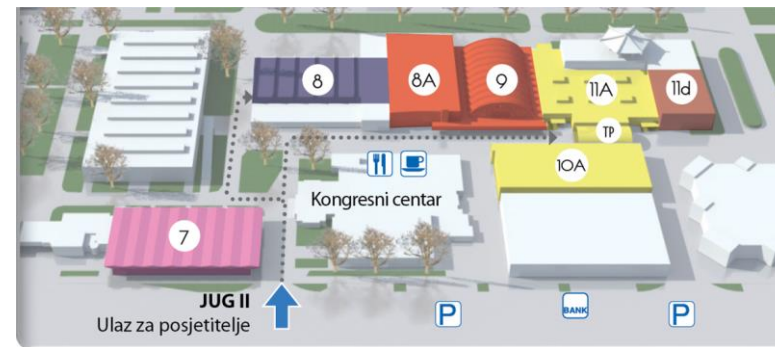 8
8A
9
11A
11d
TP
10A
Kongresni centar
7
JUG II
Ulaz za posjetitelje
P
BANK
P